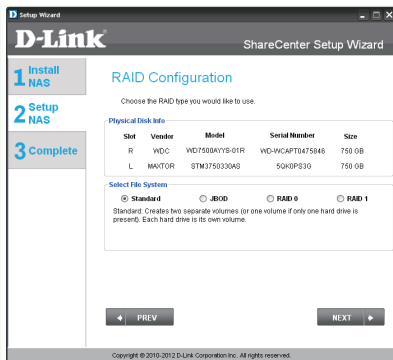 D Setup Wizard
D-Link
ShareCenter Setup Wizard
1 Install NAS
2 Setup NAS
3 Complete
RAID Configuration
Choose the RAID type you would like to use.
Physical Disk Info
Slot Vendor Model Serial Number Size
R WDC WD7500AYYS-01R WD-WCAPT0475846 750 GB
L MAXTOR STM3750330AS 5QK0PS3G 750 GB
Select File System
Standard JBOD RAID 0 RAID 1
Standard: Creates two separate volumes (or one volume if only one hard drive is
present). Each hard drive is its own volume.
PREV NEXT
Copyright © 2010-2012 D-Link Corporation Inc. All rights reserved.